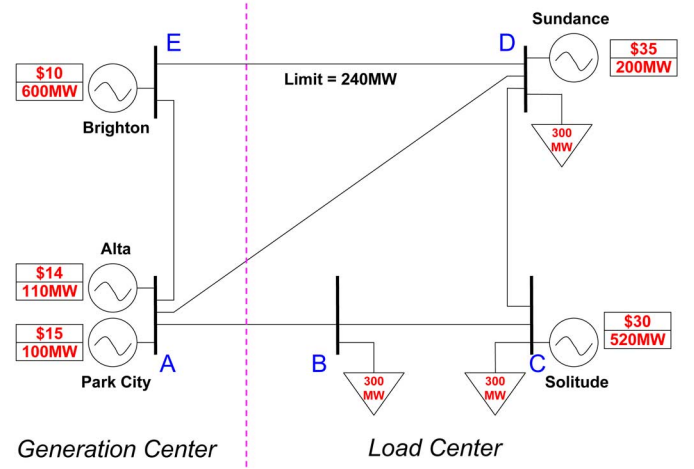 Sundance
E
D
$35
200MW
$10
600MW
Limit = 240MW
Brighton
300
MW
Alta
$14
110MW
$15
100MW
$30
520MW
A
B
C
Park City
300
MW
300
MW
Solitude
Generation Center
Load Center